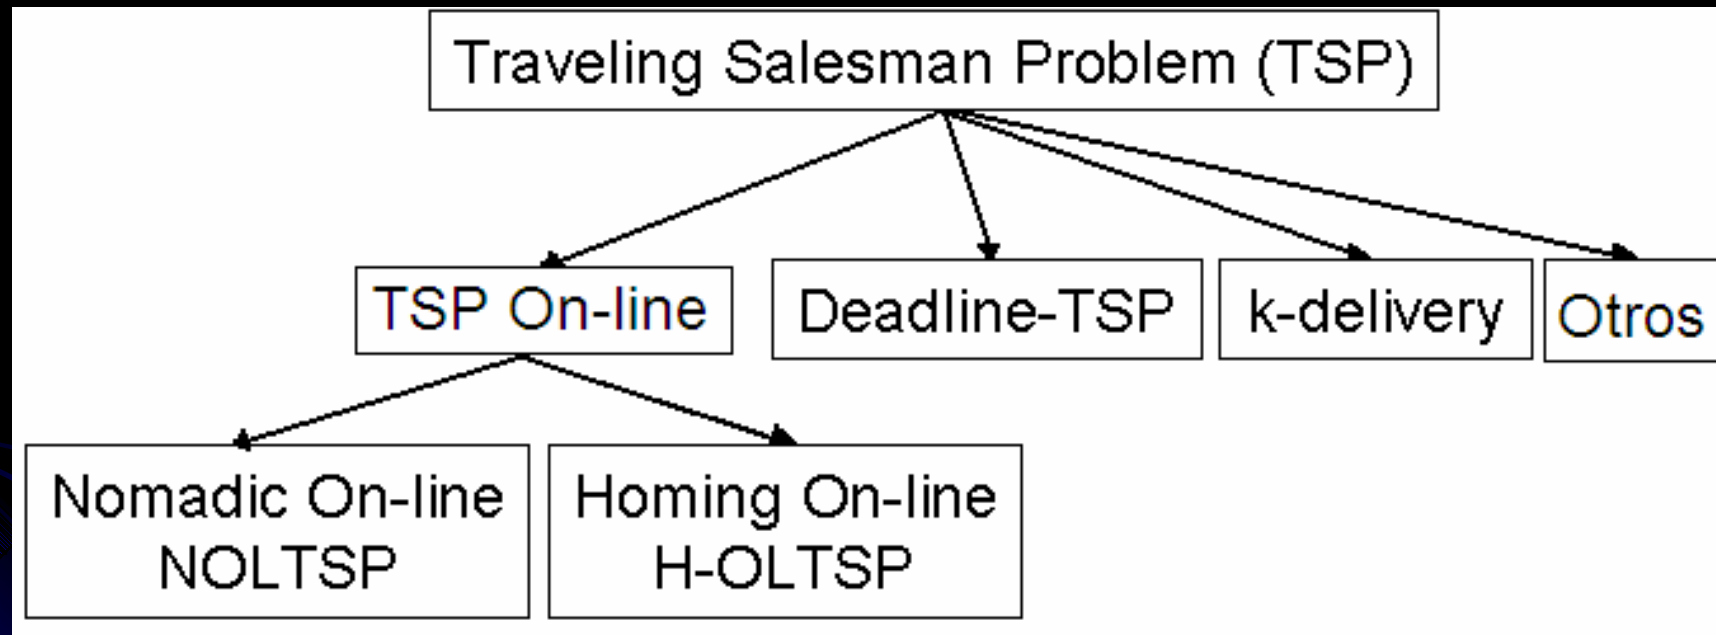 Traveling Salesman Problem (TSP)
TSP On-line
Deadline-TSP
k-delivery
Otros
Nomadic On-line
NOLTSP
Homing On-line
H-OLTSP